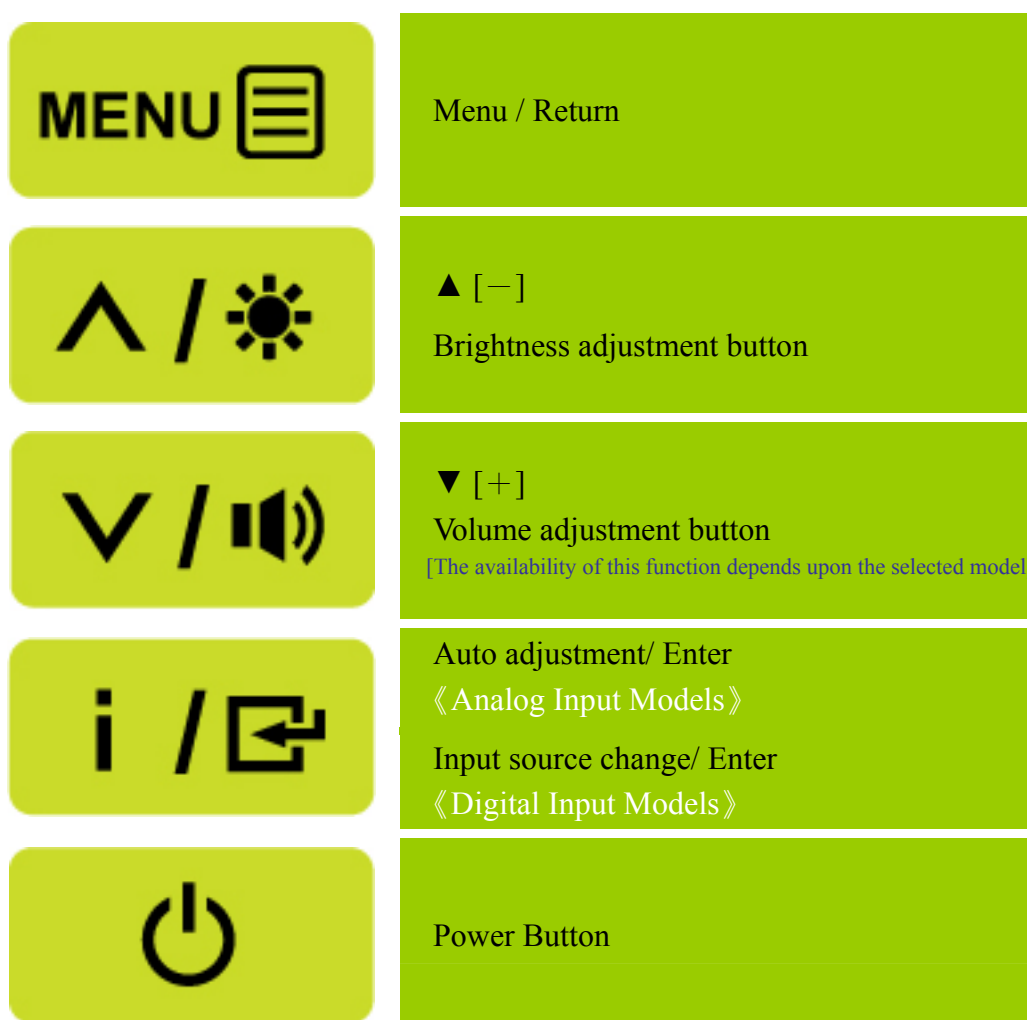 MENU
Menu / Return
/
▲ [－]
Brightness adjustment button
/
▼ [＋]
Volume adjustment button
[The availability of this function depends upon the selected model
i /
Auto adjustment/ Enter
《Analog Input Models》
Input source change/ Enter
《Digital Input Models》
Power Button